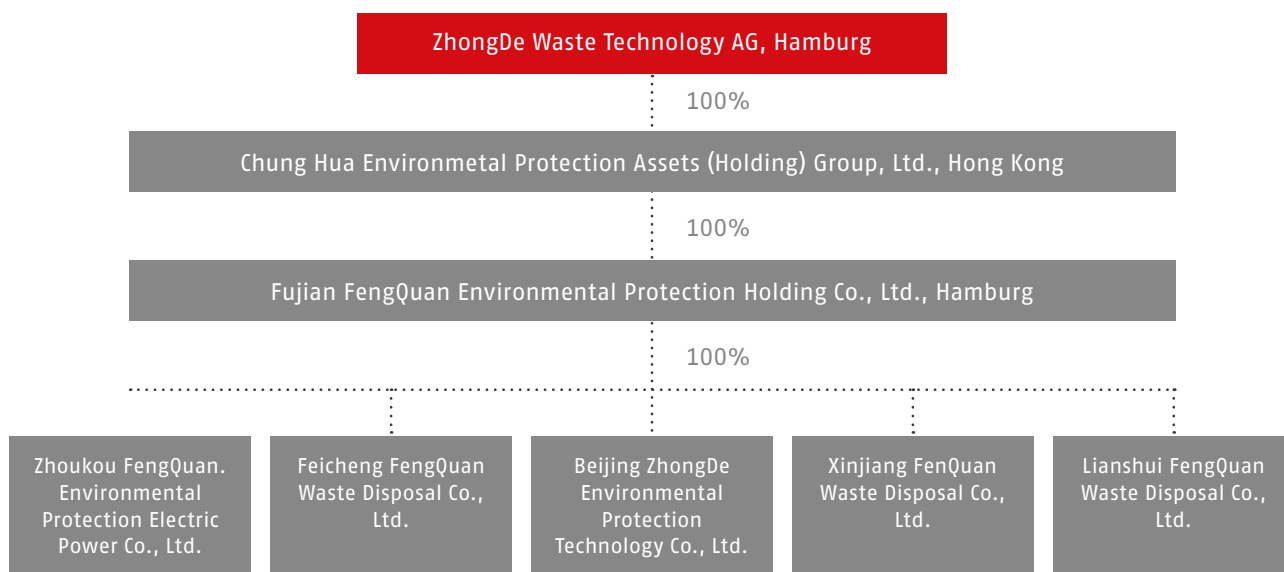 ZhongDe Waste Technology AG, Hamburg
100%
Chung Hua Environmetal Protection Assets (Holding) Group, Ltd., Hong Kong
100%
Fujian FengQuan Environmental Protection Holding Co., Ltd., Hamburg
100%
Zhoukou FengQuan.
Environmental
Protection Electric
Power Co., Ltd.
Feicheng FengQuan
Waste Disposal Co.,
Ltd.
Beijing ZhongDe
Environmental
Protection
Technology Co., Ltd.
Xinjiang FenQuan
Waste Disposal Co.,
Ltd.
Lianshui FengQuan
Waste Disposal Co.,
Ltd.